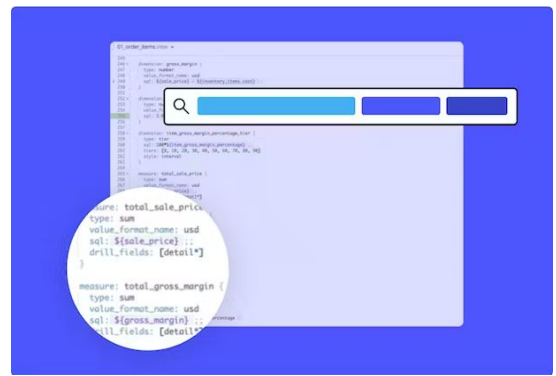 01_order_items.view
dimension: gross_margin {
type: number
value_format_name: usd
sql: ${sale_price} - ${inventory_items.cost} ;;
}
dimension: item_gross_margin_percentage_tier {
type: tier
sql: 100*${item_gross_margin_percentage} ;;
tiers: [0, 10, 20, 30, 40, 50, 60, 70, 80, 90]
style: interval
}
measure: total_sale_price {
type: sum
value_format_name: usd
sure: total_sale_price
type: sum
value_format_name: usd
sql: ${sale_price} ;;
drill_fields: [detail*]
}
measure: total_gross_margin {
type: sum
value_format_name: usd
sql: ${gross_margin} ;;
rill_fields: [detail*